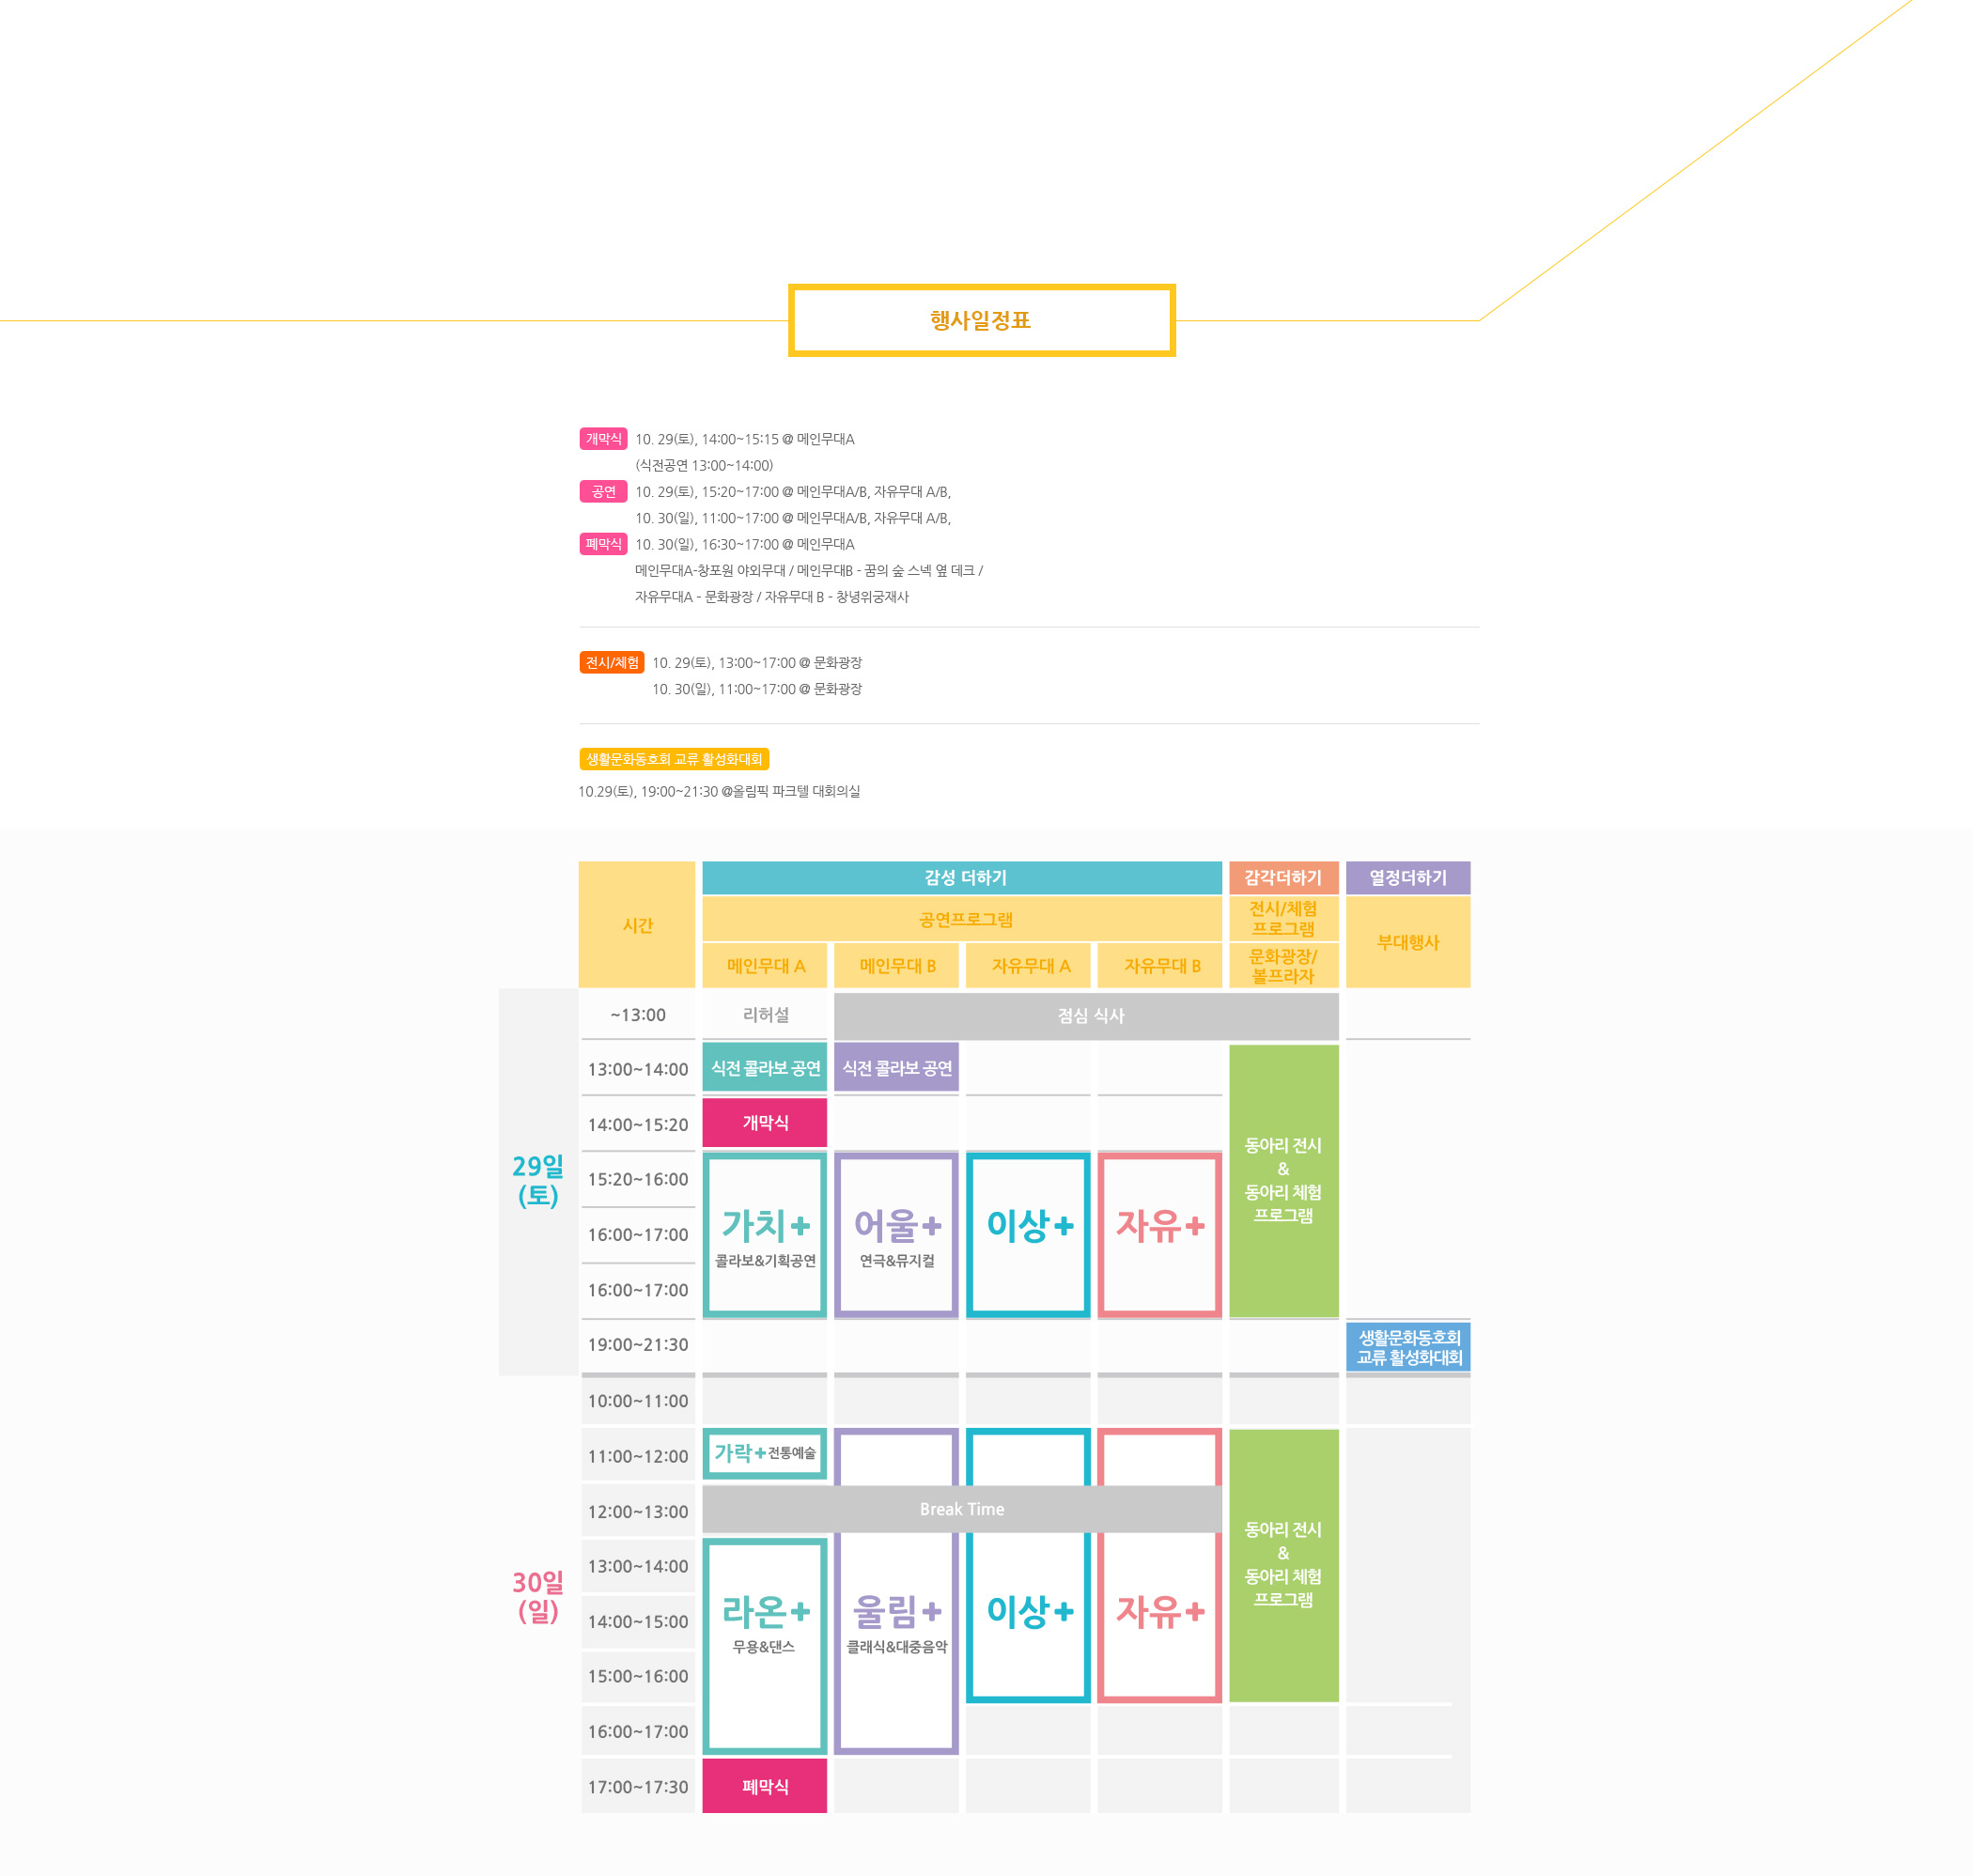 행사일정표
개막식 10. 29(토), 14:00~15:15 @ 메인무대A
(식전공연 13:00~14:00)
공연 10. 29(토), 15:20~17:00 @ 메인무대A/B, 자유무대 A/B,
10. 30(일), 11:00~17:00 @ 메인무대A/B, 자유무대 A/B,
폐막식 10. 30(일), 16:30~17:00 @ 메인무대A
메인무대A-창포원 야외무대 / 메인무대B - 꿈의 숲 스넥 옆 데크 /
자유무대A - 문화광장 / 자유무대 B - 창녕위궁재사
전시/체험 10. 29(토), 13:00~17:00 @ 문화광장
10. 30(일), 11:00~17:00 @ 문화광장
생활문화동호회 교류 활성화대회
10.29(토), 19:00~21:30 @올림픽 파크텔 대회의실
시간
감성 더하기
감각더하기
열정더하기
공연프로그램
전시/체험
프로그램
부대행사
메인무대 A
메인무대 B
자유무대 A
자유무대 B
문화광장/
볼프라자
29일
(토)
~13:00
리허설
점심 식사
13:00~14:00
식전 콜라보 공연
식전 콜라보 공연
14:00~15:20
개막식
동아리 전시
&
동아리 체험
프로그램
15:20~16:00
16:00~17:00
가치+
콜라보&기획공연
어울+
연극&뮤지컬
이상+
자유+
16:00~17:00
19:00~21:30
생활문화동호회
교류 활성화대회
30일
(일)
10:00~11:00
11:00~12:00
가락+전통예술
12:00~13:00
Break Time
동아리 전시
&
동아리 체험
프로그램
13:00~14:00
14:00~15:00
라온+
무용&댄스
울림+
클래식&대중음악
이상+
자유+
15:00~16:00
16:00~17:00
17:00~17:30
폐막식